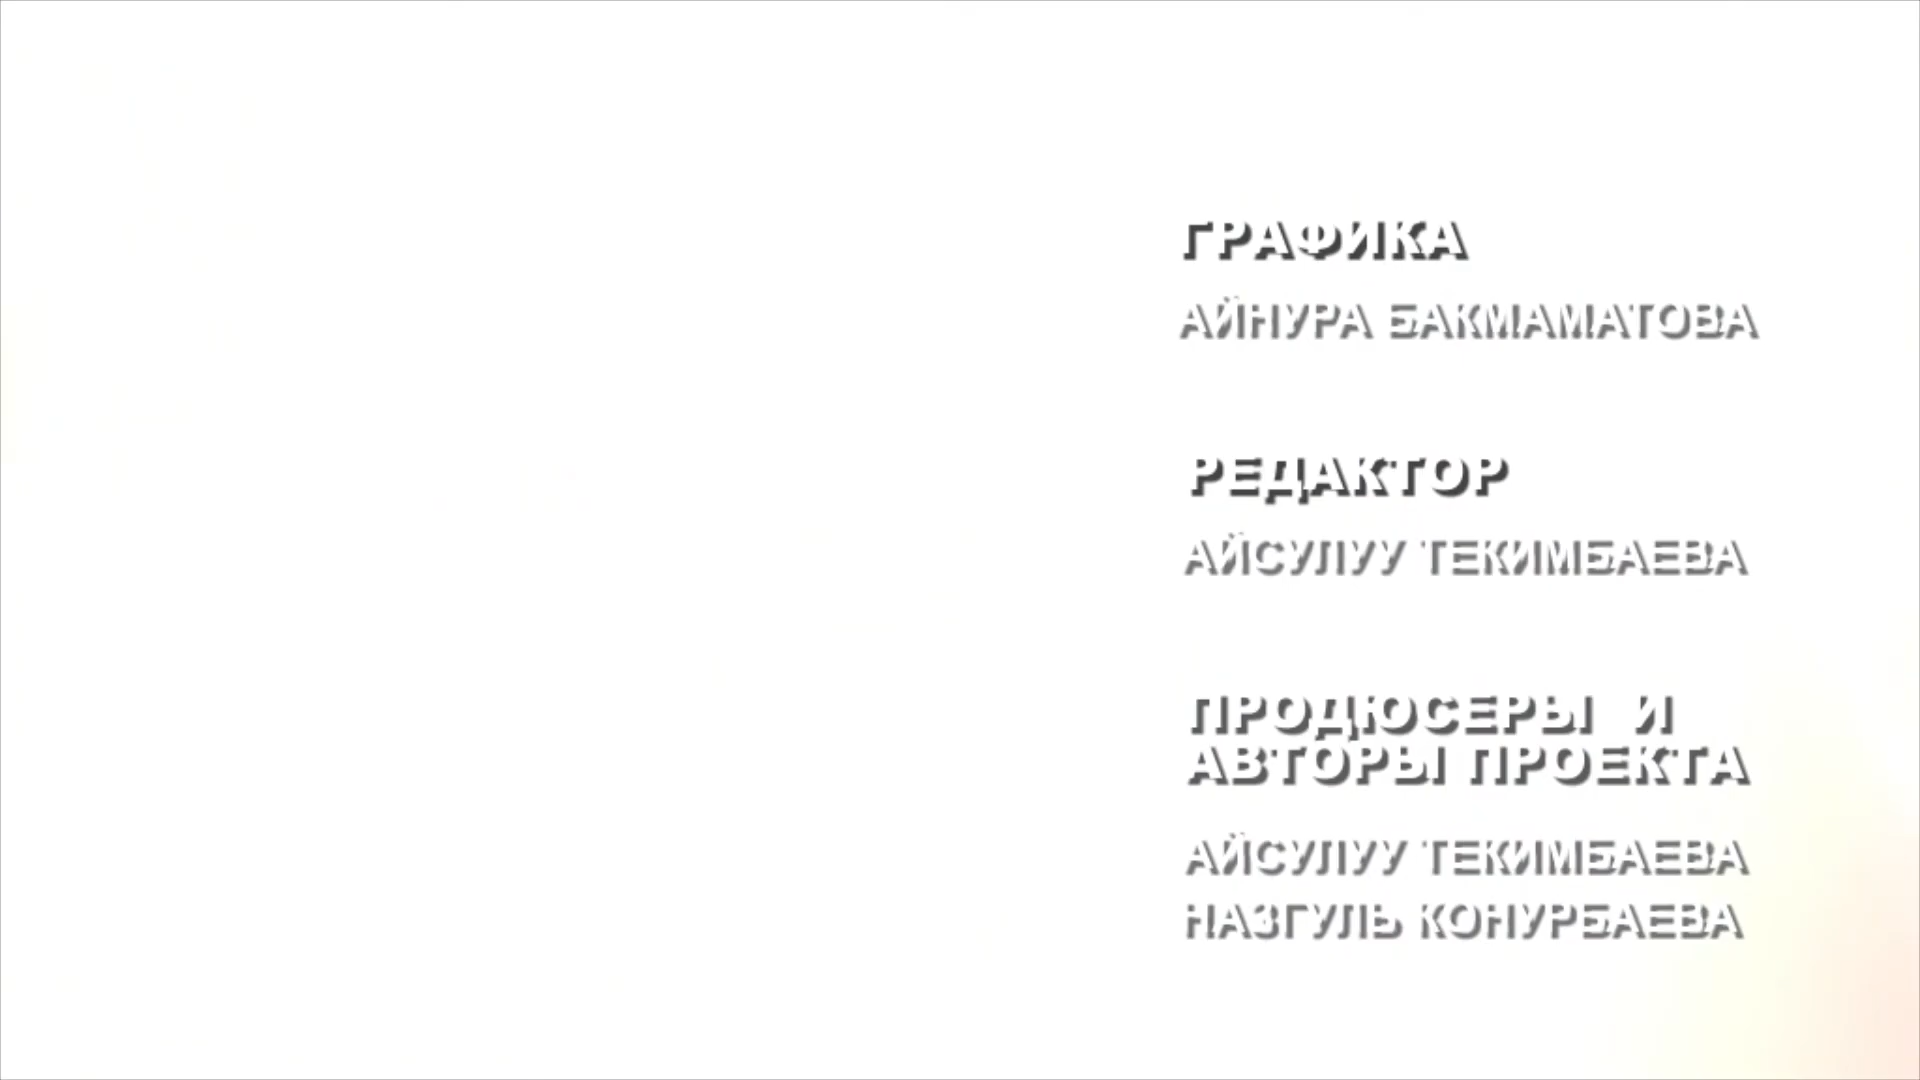 ГРАФИКА
АЙНУРА БАКМАМАТОВА
РЕДАКТОР
АЙСУЛУУ ТЕКИМБАЕВА
ПРОДЮСЕРЫ И
АВТОРЫ ПРОЕКТА
АЙСУЛУУ ТЕКИМБАЕВА
НАЗГУЛЬ КОНУРБАЕВА